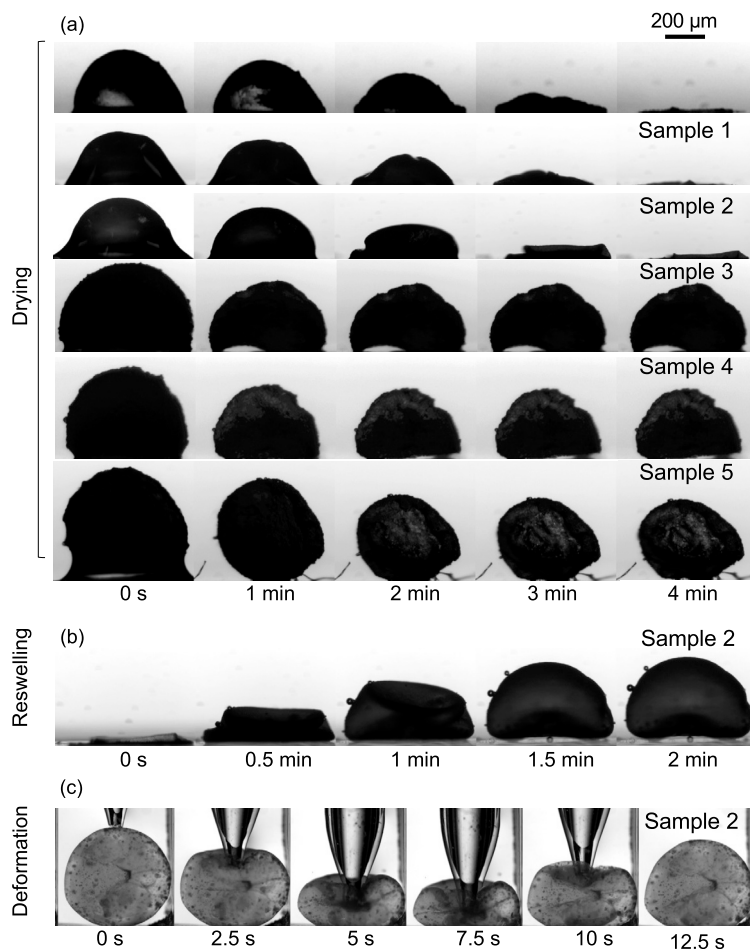 (a)
200 µm
Sample 1
Sample 2
Sample 3
Sample 4
Sample 5
Drying
0 s 1 min 2 min 3 min 4 min
(b)
Sample 2
Reswelling
0 s 0.5 min 1 min 1.5 min 2 min
(c)
Sample 2
Deformation
0 s 2.5 s 5 s 7.5 s 10 s 12.5 s